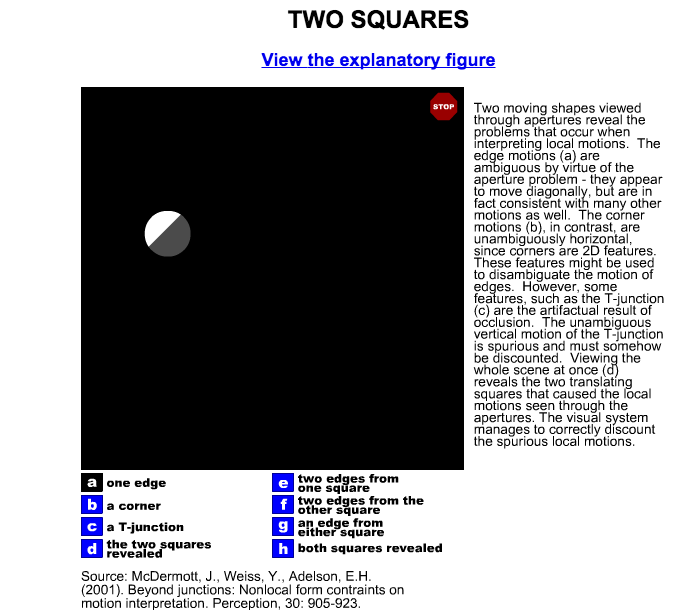 TWO SQUARES
View the explanatory figure
STOP
Two moving shapes viewed
through apertures reveal the
problems that occur when
interpreting local motions.  The
edge motions (a) are
ambiguous by virtue of the
aperture problem - they appear
to move diagonally, but are in
fact consistent with many other
motions as well.  The corner
motions (b), in contrast, are
unambiguously horizontal,
since corners are 2D features.
These features might be used
to disambiguate the motion of
edges.  However, some
features, such as the T-junction
(c) are the artifactual result of
occlusion.  The unambiguous
vertical motion of the T-junction
is spurious and must somehow
be discounted.  Viewing the
whole scene at once (d)
reveals the two translating
squares that caused the local
motions seen through the
apertures. The visual system
manages to correctly discount
the spurious local motions.
a one edge
b a corner
c a T-junction
d the two squares
revealed
e two edges from
one square
f two edges from the
other square
g an edge from
either square
h both squares revealed
Source: McDermott, J., Weiss, Y., Adelson, E.H.
(2001). Beyond junctions: Nonlocal form contraints on
motion interpretation. Perception, 30: 905-923.